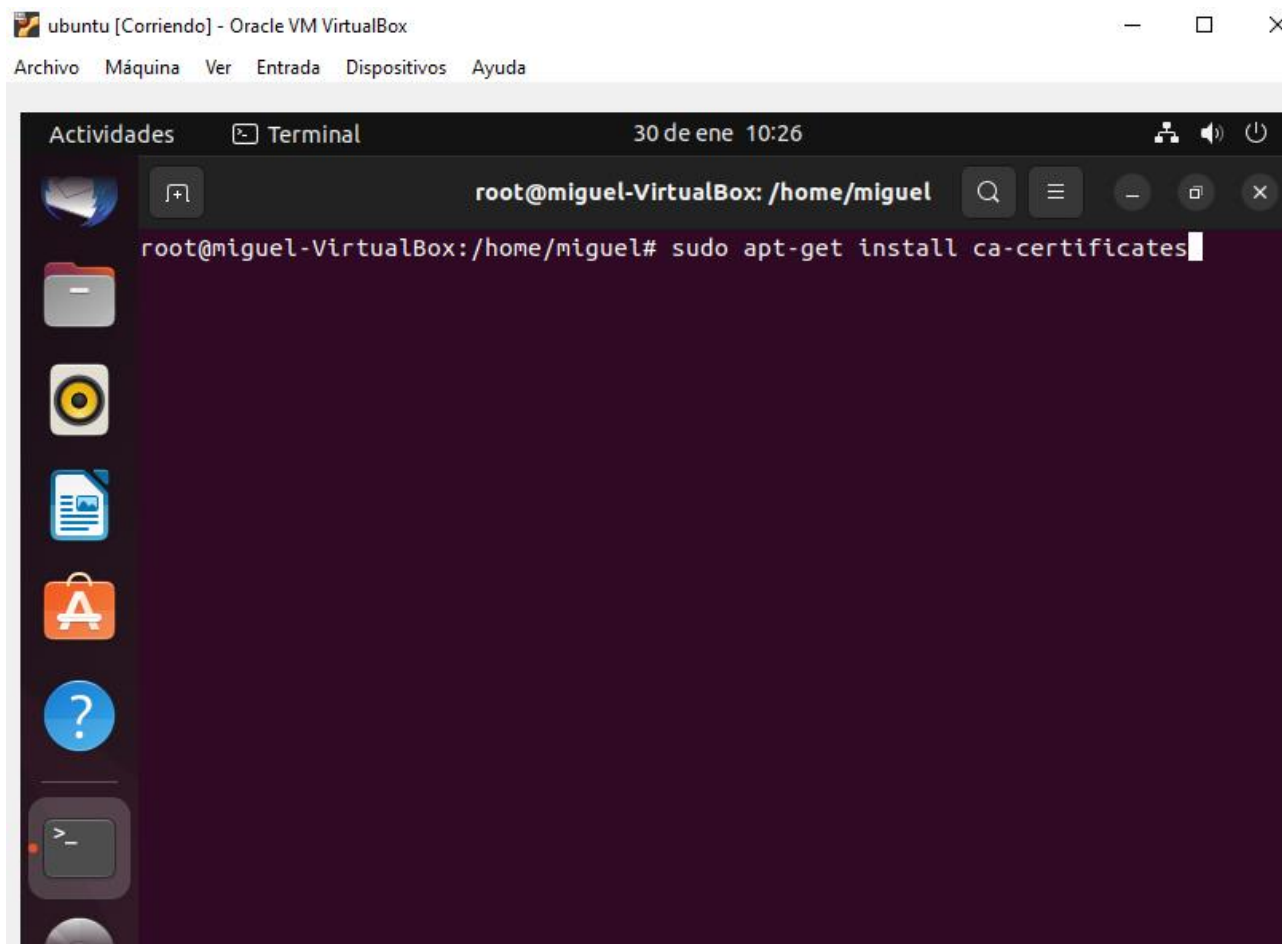 ubuntu [Corriendo] - Oracle VM VirtualBox
Archivo Máquina Ver Entrada Dispositivos Ayuda
Actividades Terminal 30 de ene 10:26
root@miguel-VirtualBox: /home/miguel
root@miguel-VirtualBox:/home/miguel# sudo apt-get install ca-certificates